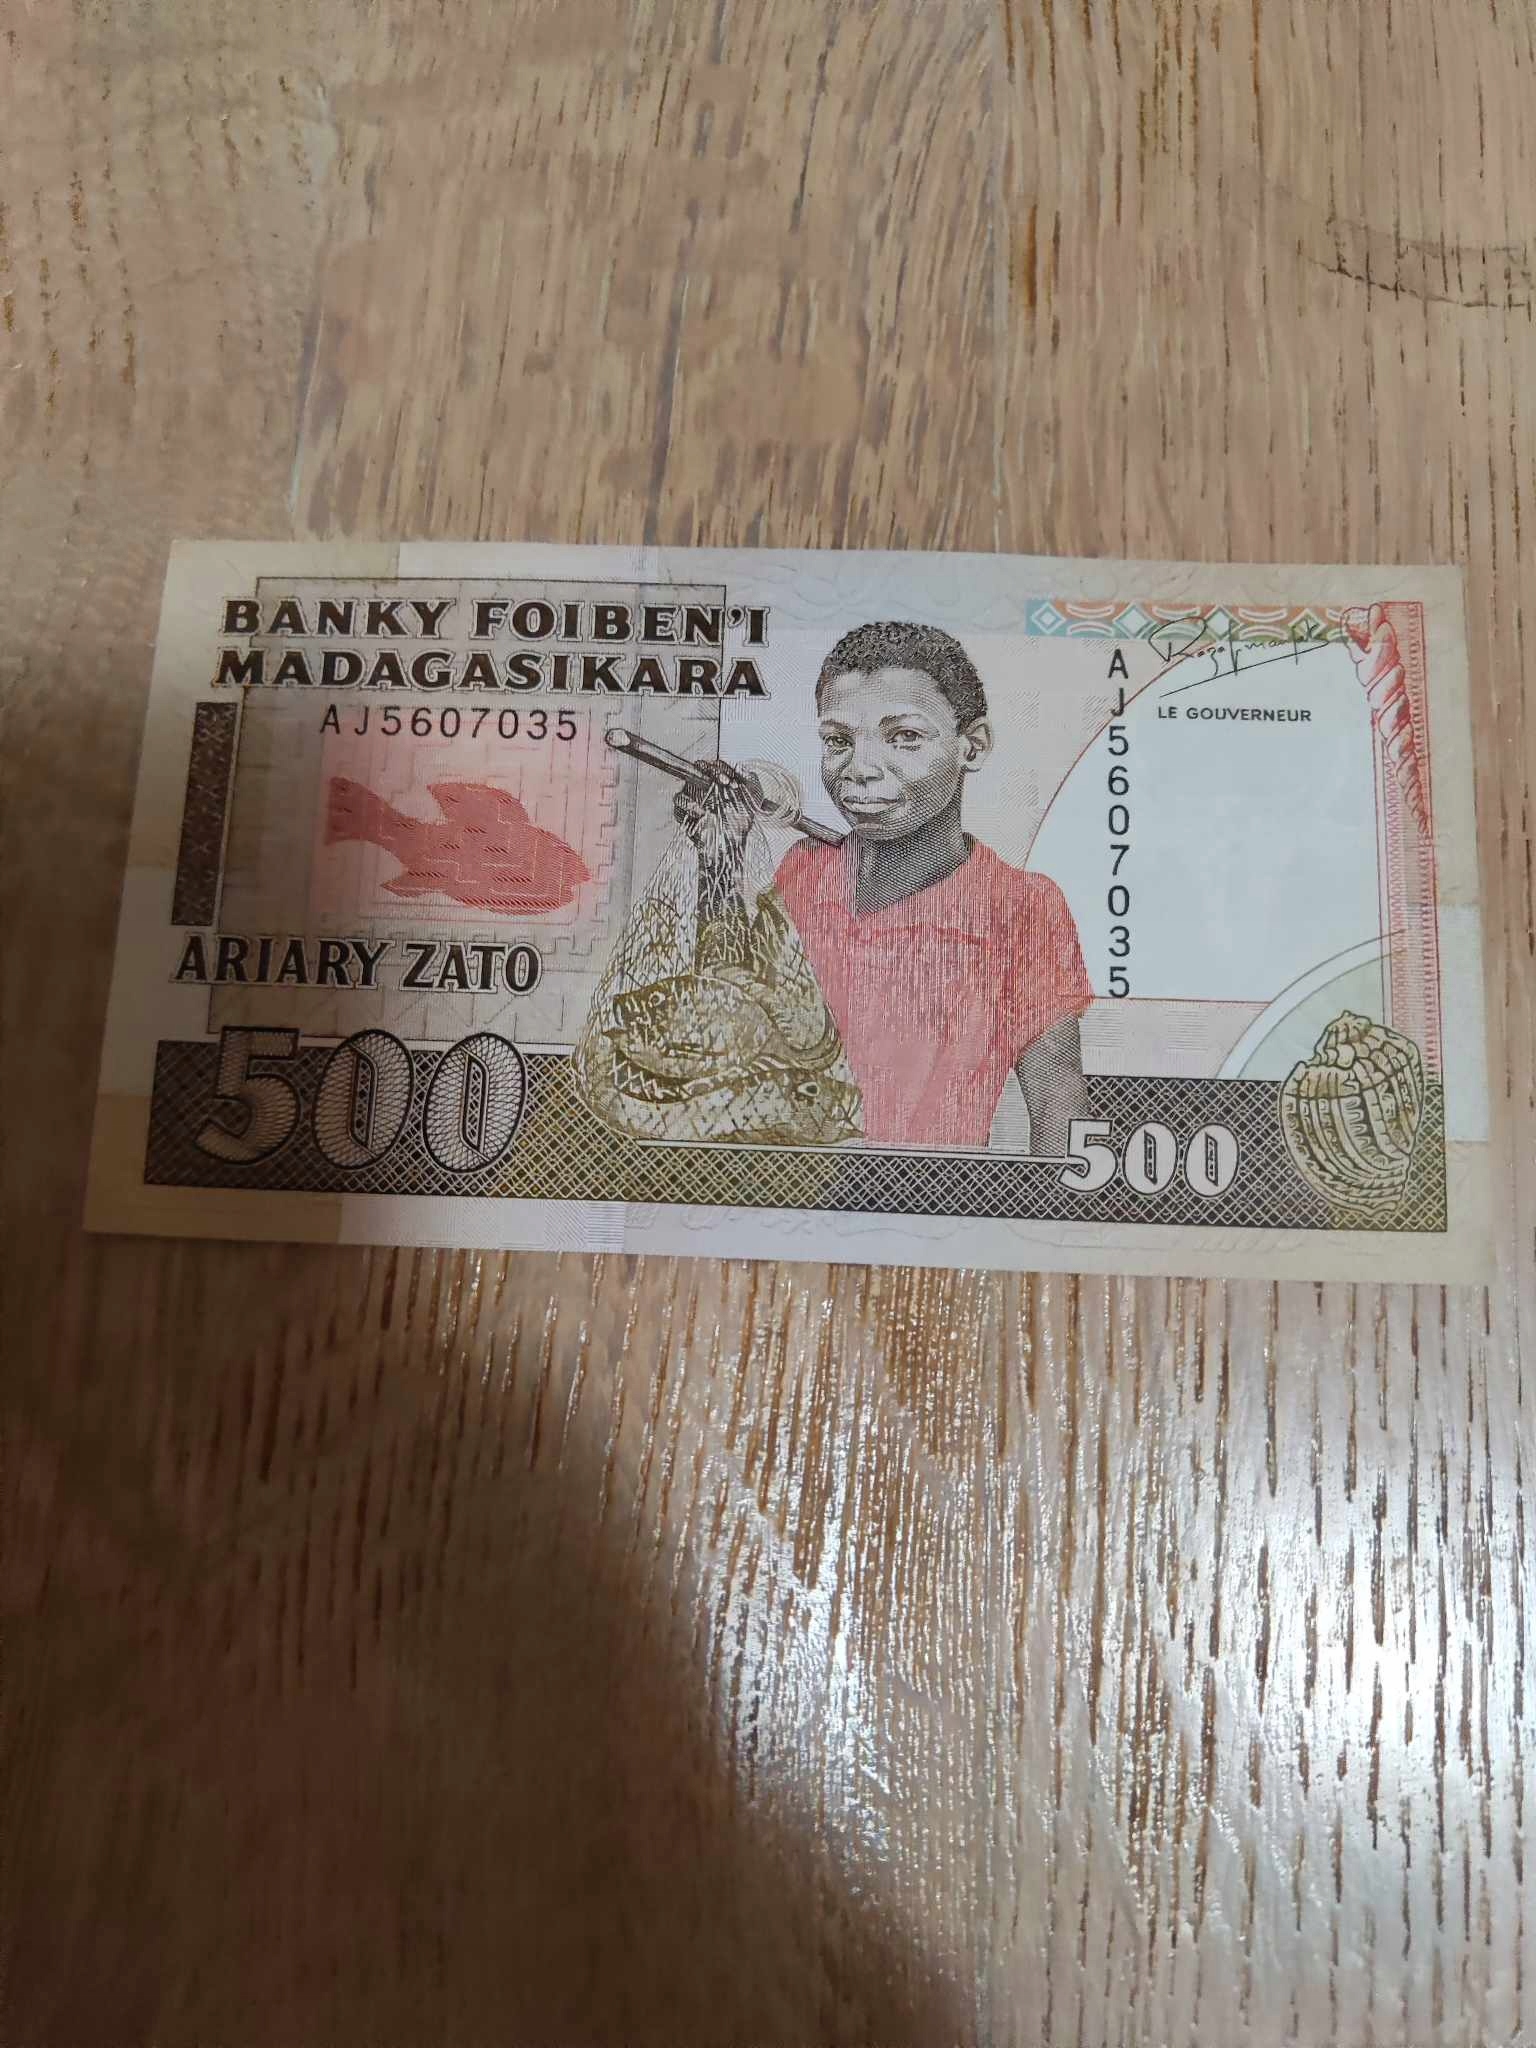 BANKY FOIBEN'I
MADAGASIKARA
AJ5607035
ARIARY ZATO
500
AJ5607035
LE GOUVERNEUR
500